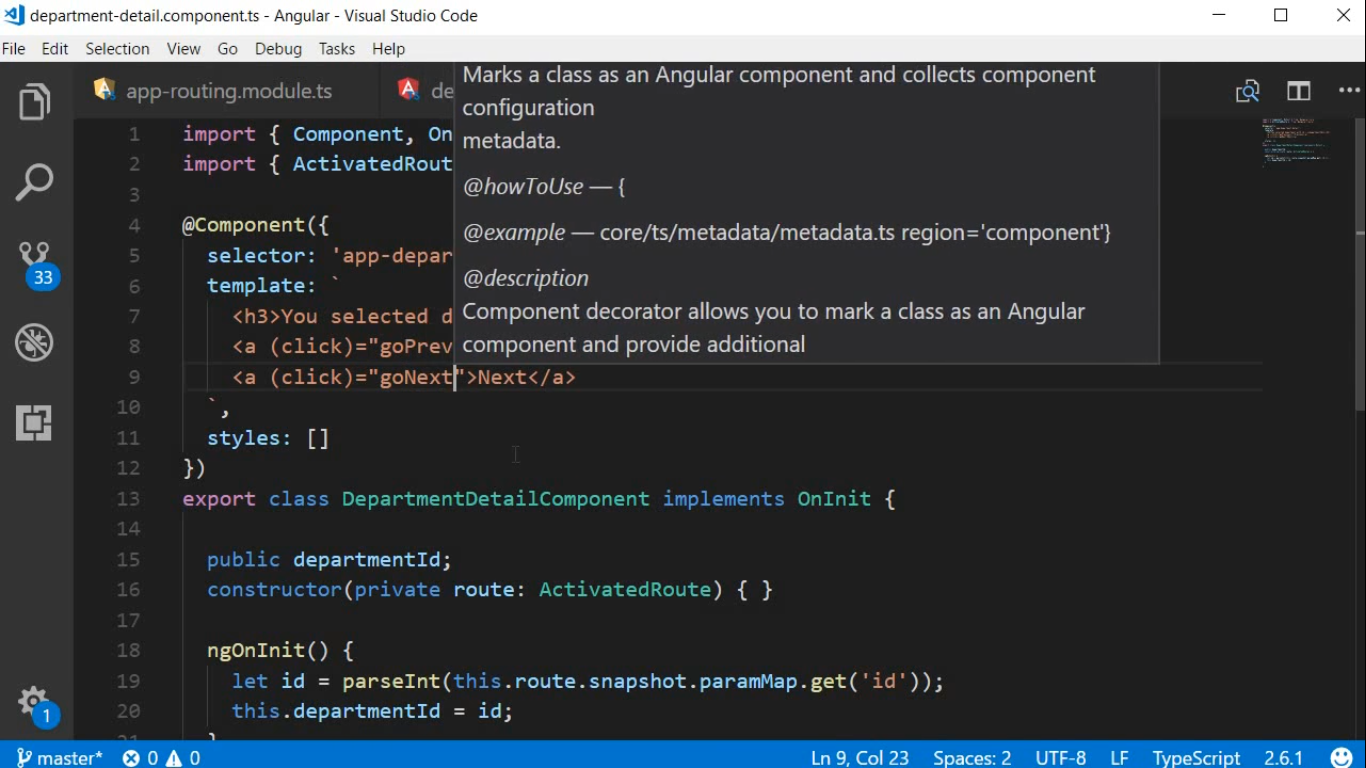 department-detail.component.ts - Angular - Visual Studio Code
File Edit Selection View Go Debug Tasks Help
app-routing.module.ts de
Marks a class as an Angular component and collects component
configuration
metadata.
@howToUse — {
@example — core/ts/metadata/metadata.ts region='component'}
@description
Component decorator allows you to mark a class as an Angular
component and provide additional
1 import { Component, On
2 import { ActivatedRout
3
4 @Component({
5 selector: 'app-depar
6 template: `
7 <h3>You selected d
8 <a (click)="goPrev
9 <a (click)="goNext">Next</a>
10 `,
11 styles: []
12 })
13 export class DepartmentDetailComponent implements OnInit {
14
15 public departmentId;
16 constructor(private route: ActivatedRoute) { }
17
18 ngOnInit() {
19 let id = parseInt(this.route.snapshot.paramMap.get('id'));
20 this.departmentId = id;
33
1
master* 0 0 Ln 9, Col 23 Spaces: 2 UTF-8 LF TypeScript 2.6.1